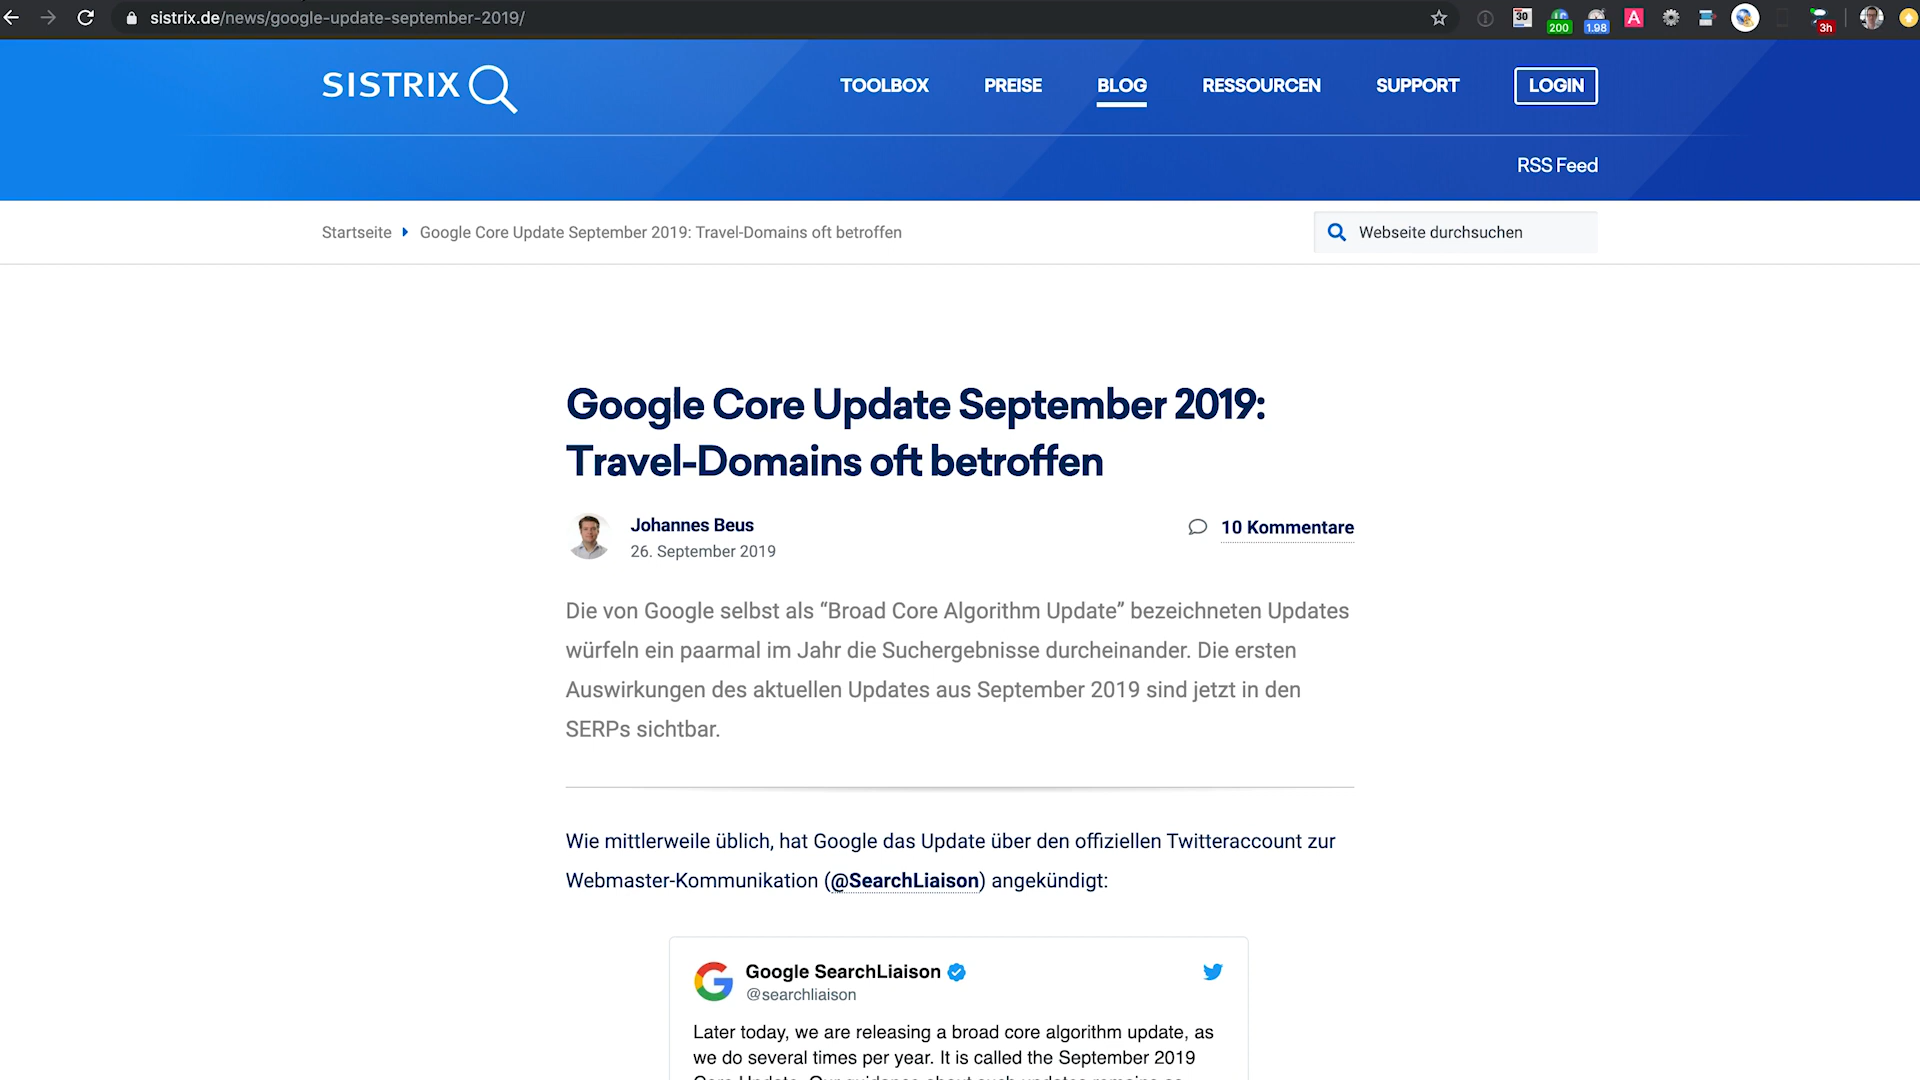 sistrix.de/news/google-update-september-2019/
30
200
1.98
A
3h
SISTRIX
TOOLBOX
PREISE
BLOG
RESSOURCEN
SUPPORT
LOGIN
RSS Feed
Startseite
Google Core Update September 2019: Travel-Domains oft betroffen
Webseite durchsuchen
Google Core Update September 2019:
Travel-Domains oft betroffen
Johannes Beus
26. September 2019
10 Kommentare
Die von Google selbst als “Broad Core Algorithm Update” bezeichneten Updates
würfeln ein paarmal im Jahr die Suchergebnisse durcheinander. Die ersten
Auswirkungen des aktuellen Updates aus September 2019 sind jetzt in den
SERPs sichtbar.
Wie mittlerweile üblich, hat Google das Update über den offiziellen Twitteraccount zur
Webmaster-Kommunikation (@SearchLiaison) angekündigt:
Google SearchLiaison
@searchliaison
Later today, we are releasing a broad core algorithm update, as
we do several times per year. It is called the September 2019